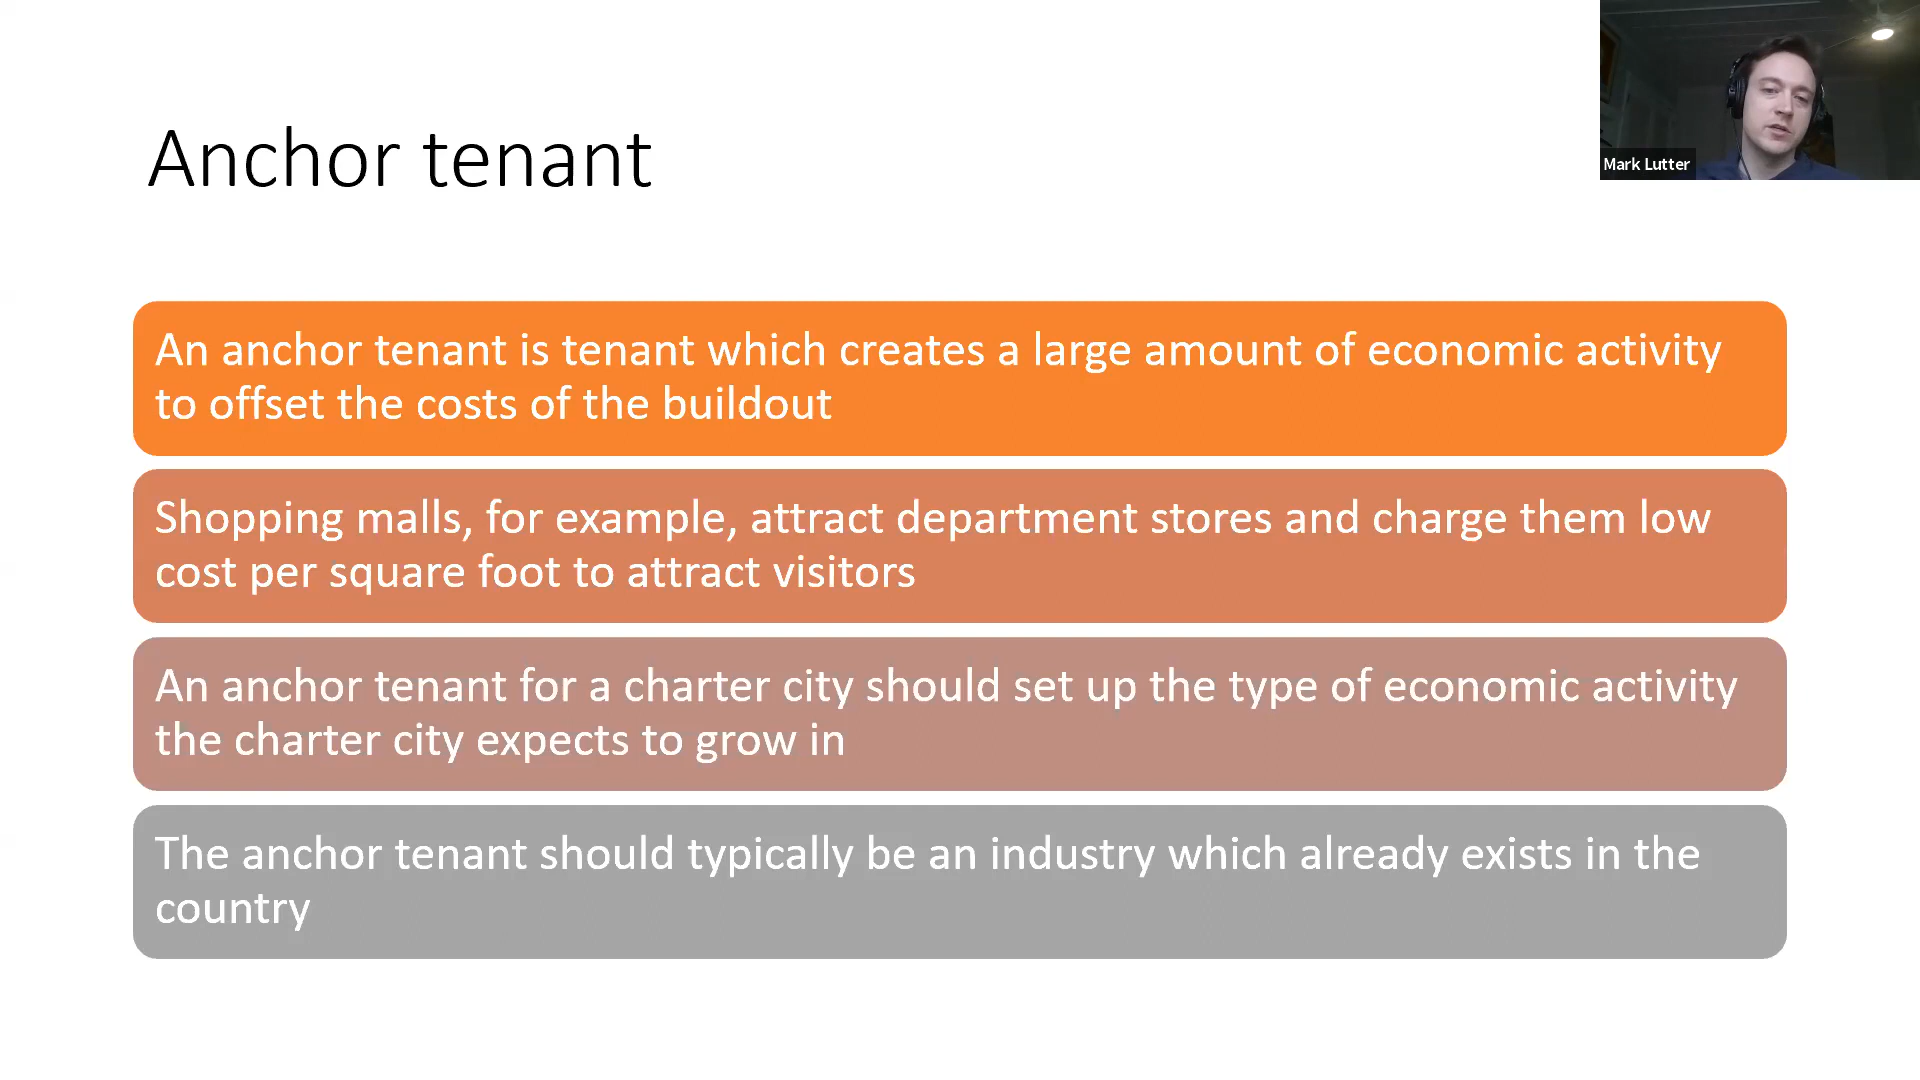 Anchor tenant
Mark Lutter
An anchor tenant is tenant which creates a large amount of economic activity
to offset the costs of the buildout
Shopping malls, for example, attract department stores and charge them low
cost per square foot to attract visitors
An anchor tenant for a charter city should set up the type of economic activity
the charter city expects to grow in
The anchor tenant should typically be an industry which already exists in the
country